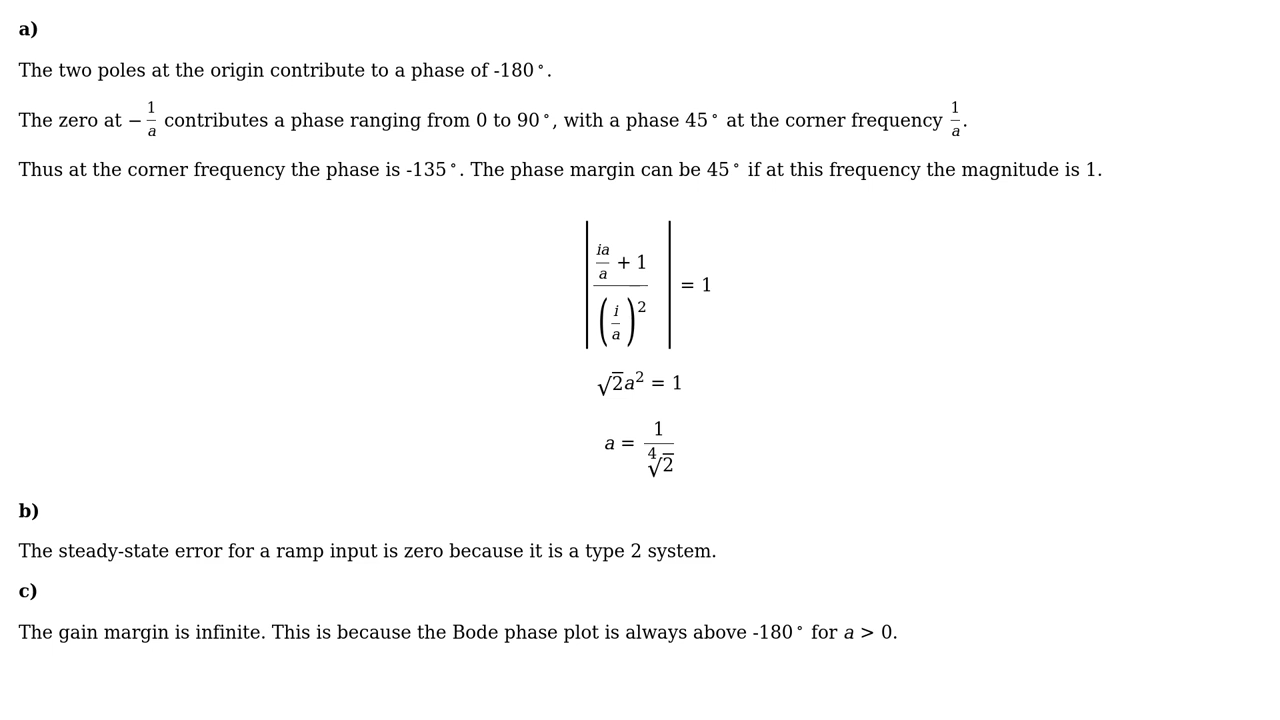 a)
The two poles at the origin contribute to a phase of -180°.
The zero at −1/a contributes a phase ranging from 0 to 90°, with a phase 45° at the corner frequency 1/a.
Thus at the corner frequency the phase is -135°. The phase margin can be 45° if at this frequency the magnitude is 1.
|(ia/a + 1)/(i/a)²| = 1
√2a² = 1
a = 1/∜2
b)
The steady-state error for a ramp input is zero because it is a type 2 system.
c)
The gain margin is infinite. This is because the Bode phase plot is always above -180° for a > 0.